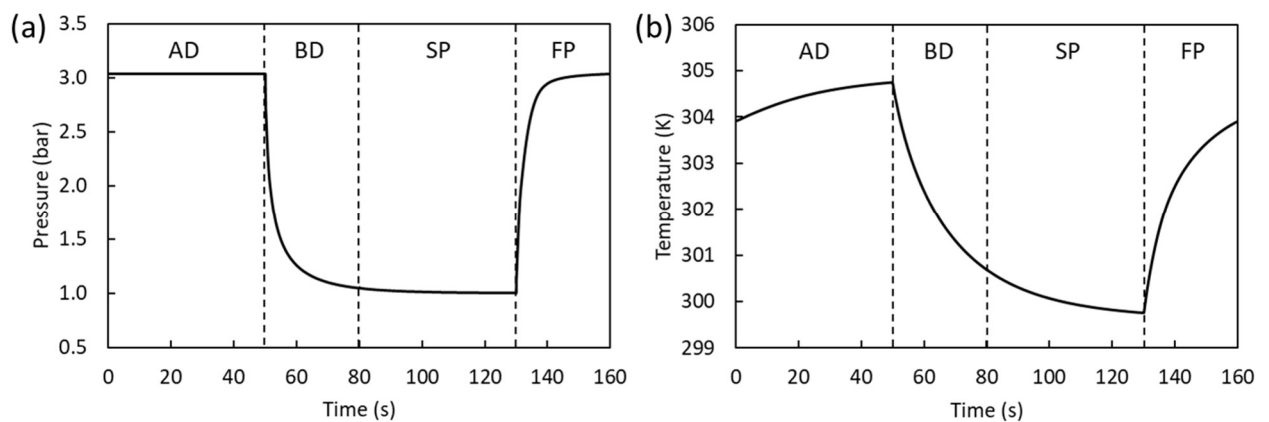 (a)
AD BD SP FP
3.5
3.0
2.5
2.0
1.5
1.0
0.5
Pressure (bar)
0 20 40 60 80 100 120 140 160
Time (s)
(b)
AD BD SP FP
306
305
304
303
302
301
300
299
Temperature (K)
0 20 40 60 80 100 120 140 160
Time (s)